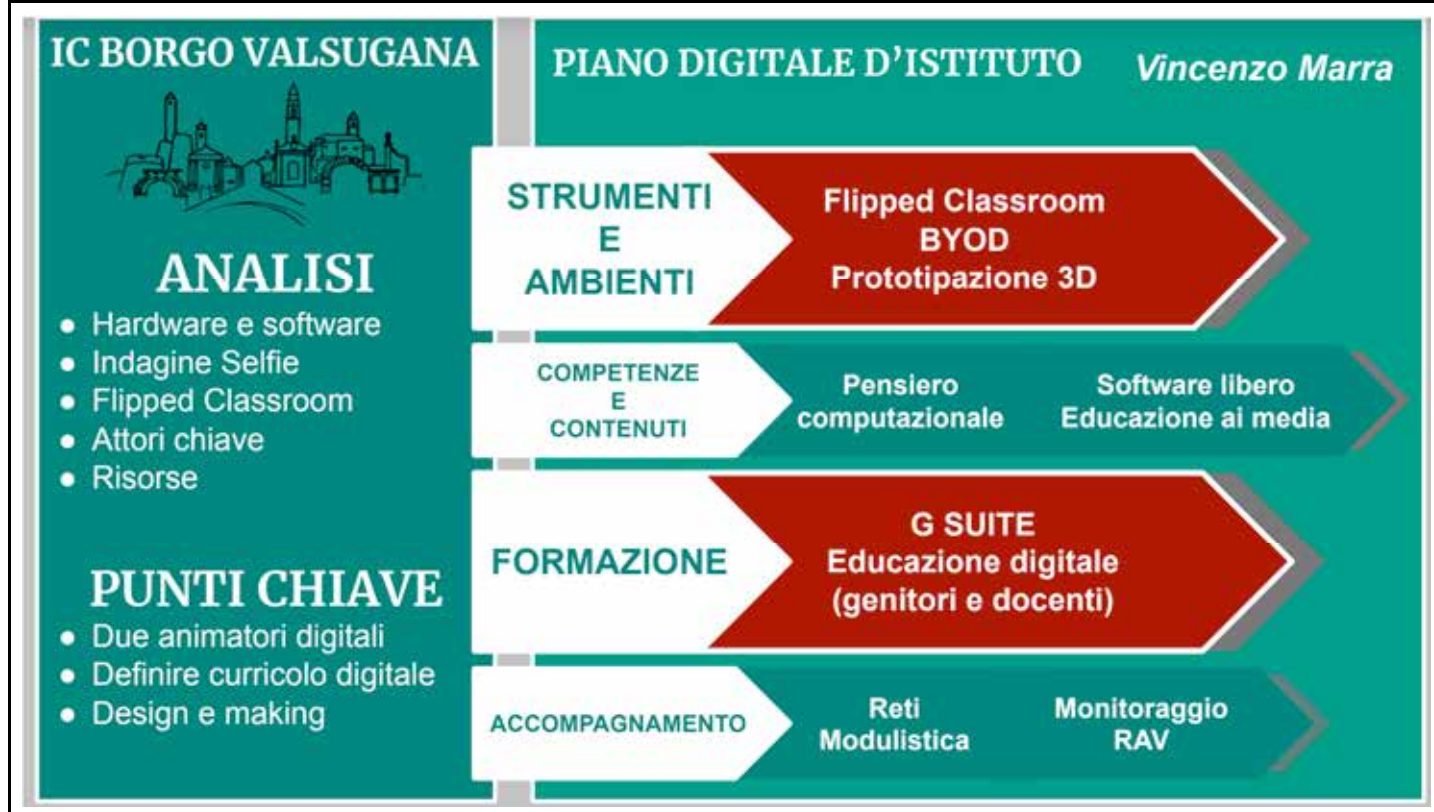 IC BORGO VALSUGANA
ANALISI
● Hardware e software
● Indagine Selfie
● Flipped Classroom
● Attori chiave
● Risorse
PUNTI CHIAVE
● Due animatori digitali
● Definire curricolo digitale
● Design e making
PIANO DIGITALE D’ISTITUTO
Vincenzo Marra
STRUMENTI
E
AMBIENTI
Flipped Classroom
BYOD
Prototipazione 3D
COMPETENZE
E
CONTENUTI
Pensiero
computazionale
Software libero
Educazione ai media
FORMAZIONE
G SUITE
Educazione digitale
(genitori e docenti)
ACCOMPAGNAMENTO
Reti
Modulistica
Monitoraggio
RAV